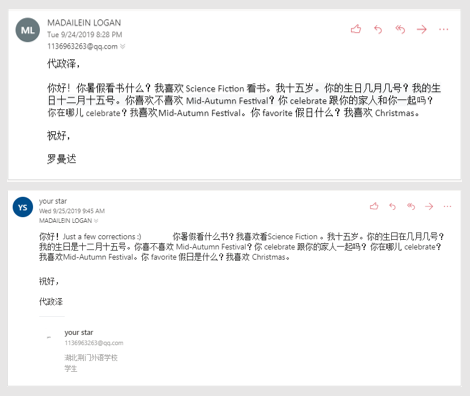 ML
MADAILEIN LOGAN
Tue 9/24/2019 8:28 PM
1136963263@qq.com
代政泽,
你好! 你暑假看书什么? 我喜欢 Science Fiction 看书。我十五岁。你的生日几月几号? 我的生
日十二月十五号。你喜欢不喜欢 Mid-Autumn Festival? 你 celebrate 跟你的家人和你一起吗?
你在哪儿 celebrate? 我喜欢Mid-Autumn Festival。你 favorite 假日什么? 我喜欢 Christmas。
祝好,
罗曼达
YS
your star
Wed 9/25/2019 9:45 AM
MADAILEIN LOGAN
你好! Just a few corrections :) 你暑假看什么书? 我喜欢看Science Fiction 。我十五岁。你的生日在几月几号?
我的生日是十二月十五号。你喜不喜欢 Mid-Autumn Festival? 你 celebrate 跟你的家人一起吗? 你在哪儿 celebrate?
我喜欢Mid-Autumn Festival。你 favorite 假日是什么? 我喜欢 Christmas。
祝好,
代政泽
your star
1136963263@qq.com
湖北荆门外语学校
学生